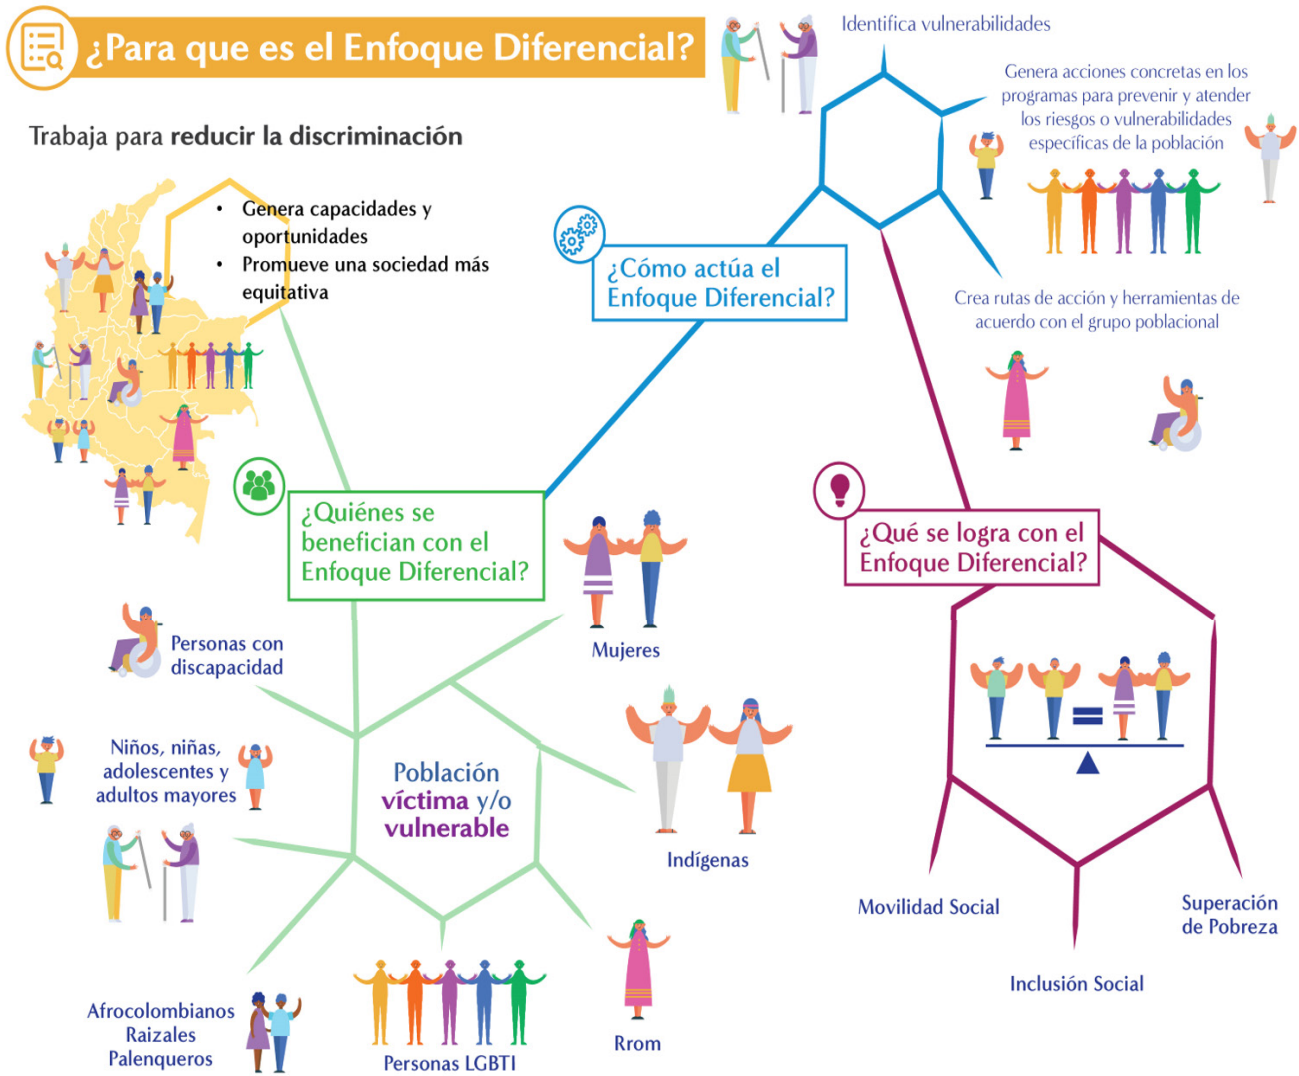 ¿Para que es el Enfoque Diferencial?
Trabaja para reducir la discriminación
• Genera capacidades y
oportunidades
• Promueve una sociedad más
equitativa
¿Cómo actúa el
Enfoque Diferencial?
Identifica vulnerabilidades
Genera acciones concretas en los
programas para prevenir y atender
los riesgos o vulnerabilidades
específicas de la población
Crea rutas de acción y herramientas de
acuerdo con el grupo poblacional
¿Quiénes se
benefician con el
Enfoque Diferencial?
Mujeres
Personas con
discapacidad
Niños, niñas,
adolescentes y
adultos mayores
Población
víctima y/o
vulnerable
Indígenas
Afrocolombianos
Raizales
Palenqueros
Personas LGBTI
Rrom
¿Qué se logra con el
Enfoque Diferencial?
Movilidad Social
Inclusión Social
Superación
de Pobreza